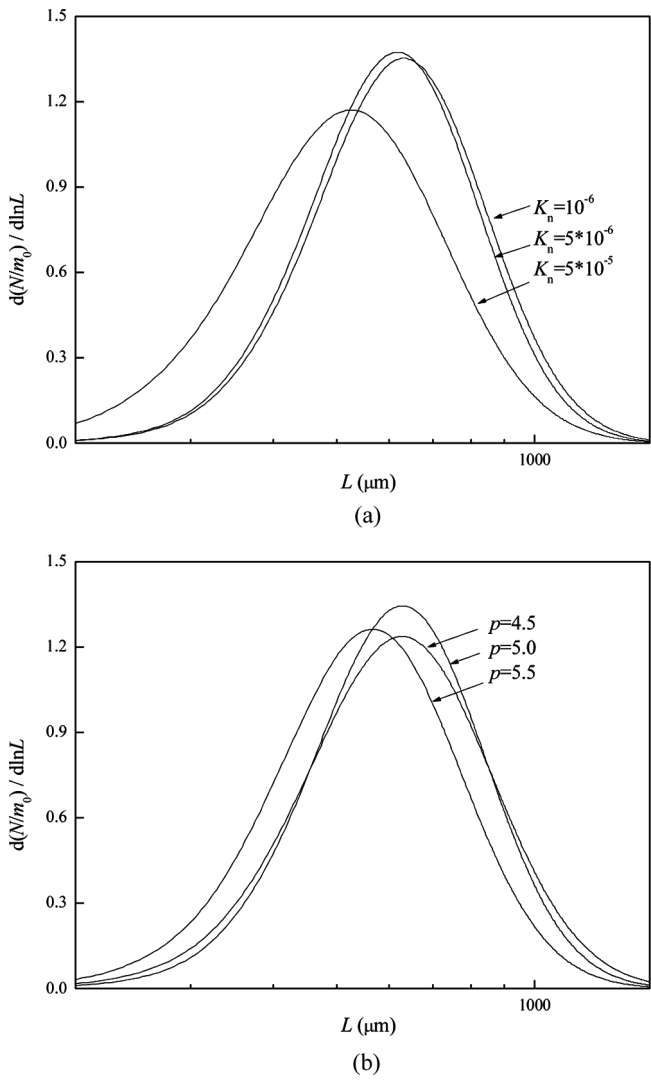 1.5
1.2
0.9
0.6
0.3
0.0
d(N/m₀) / dlnL
Kₙ=10⁻⁶
Kₙ=5*10⁻⁶
Kₙ=5*10⁻⁵
1000
L (μm)
(a)
1.5
1.2
0.9
0.6
0.3
0.0
d(N/m₀) / dlnL
p=4.5
p=5.0
p=5.5
1000
L (μm)
(b)